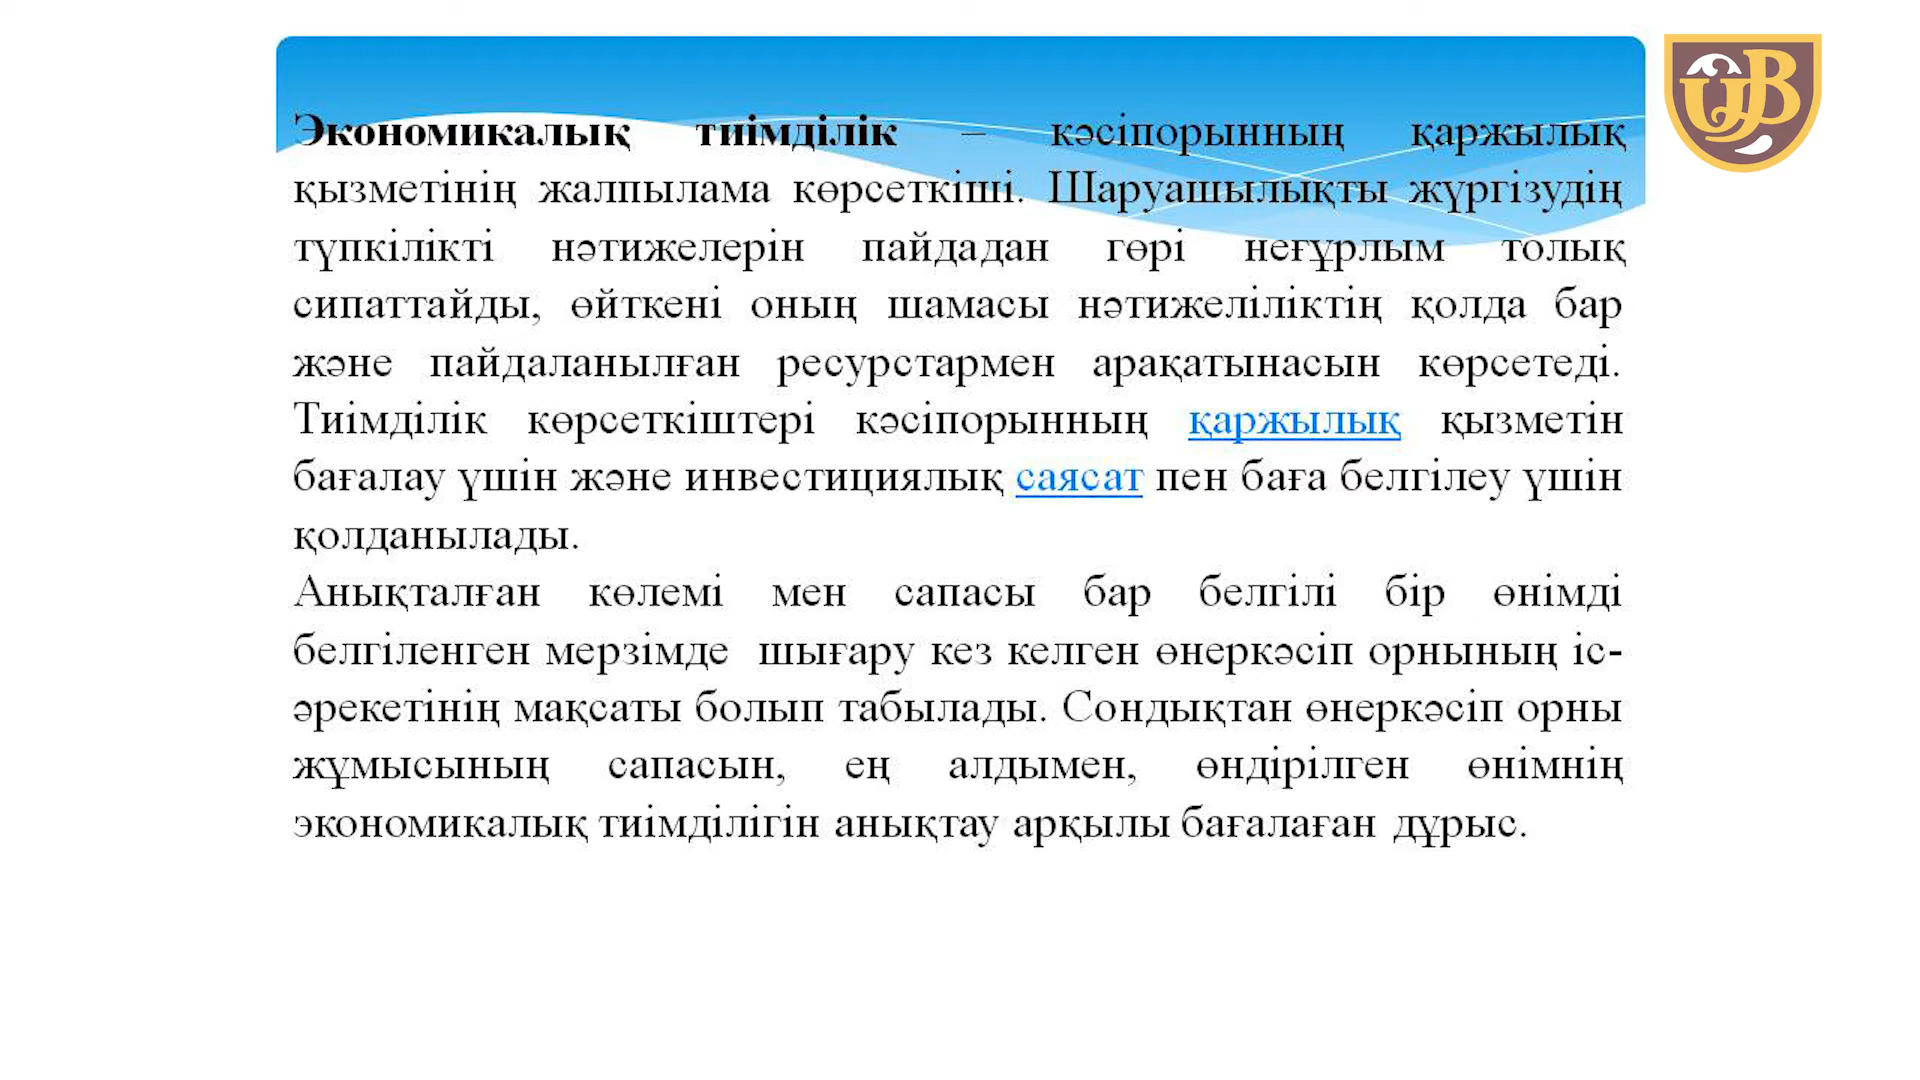 Экономикалық тиімділік – кәсіпорынның қаржылық
қызметінің жалпылама көрсеткіші. Шаруашылықты жүргізудің
түпкілікті нәтижелерін пайдадан гөрі неғұрлым толық
сипаттайды, өйткені оның шамасы нәтижеліліктің қолда бар
және пайдаланылған ресурстармен арақатынасын көрсетеді.
Тиімділік көрсеткіштері кәсіпорынның қаржылық қызметін
бағалау үшін және инвестициялық саясат пен баға белгілеу үшін
қолданылады.
Анықталған көлемі мен сапасы бар белгілі бір өнімді
белгіленген мерзімде шығару кез келген өнеркәсіп орнының іс-
әрекетінің мақсаты болып табылады. Сондықтан өнеркәсіп орны
жұмысының сапасын, ең алдымен, өндірілген өнімнің
экономикалық тиімділігін анықтау арқылы бағалаған дұрыс.